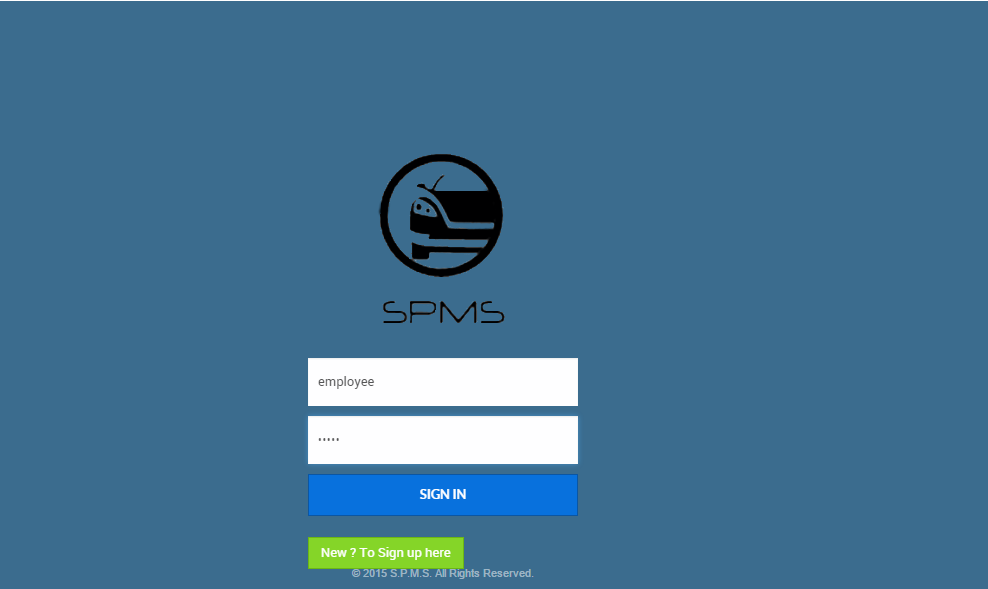 SPMS
employee
•••••
SIGN IN
New ? To Sign up here
© 2015 S.P.M.S. All Rights Reserved.